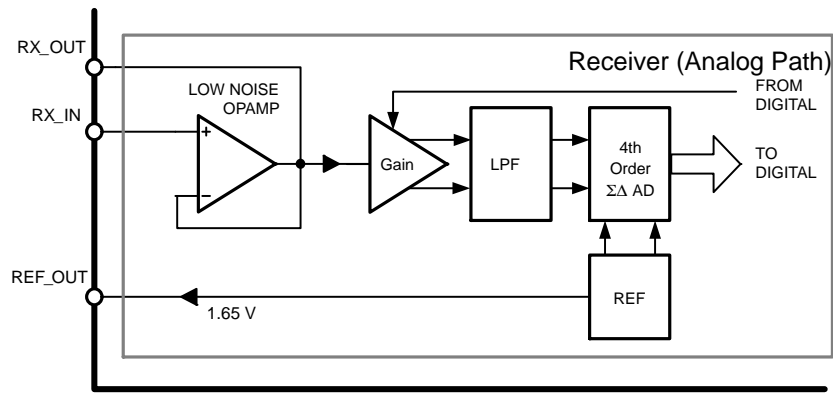 Receiver (Analog Path)
RX_OUT
RX_IN
LOW NOISE
OPAMP
+
−
Gain
LPF
4th
Order
ΣΔ AD
FROM
DIGITAL
TO
DIGITAL
REF_OUT
1.65 V
REF